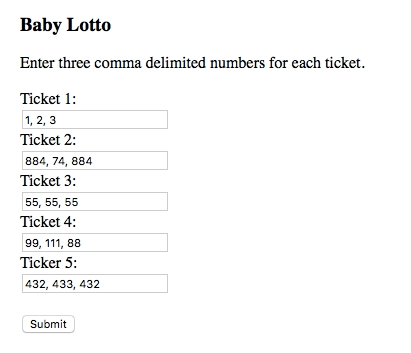 Baby Lotto
Enter three comma delimited numbers for each ticket.
Ticket 1:
1, 2, 3
Ticket 2:
884, 74, 884
Ticket 3:
55, 55, 55
Ticket 4:
99, 111, 88
Ticker 5:
432, 433, 432
Submit